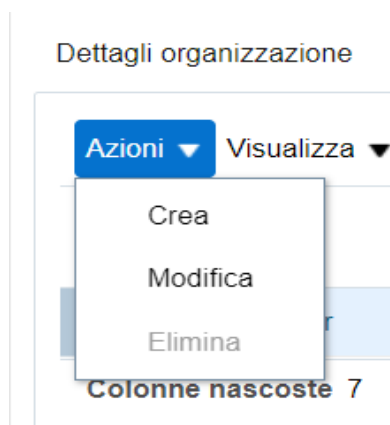 Dettagli organizzazione
Azioni Visualizza
Crea
Modifica
r
Elimina
Colonne nascoste 7